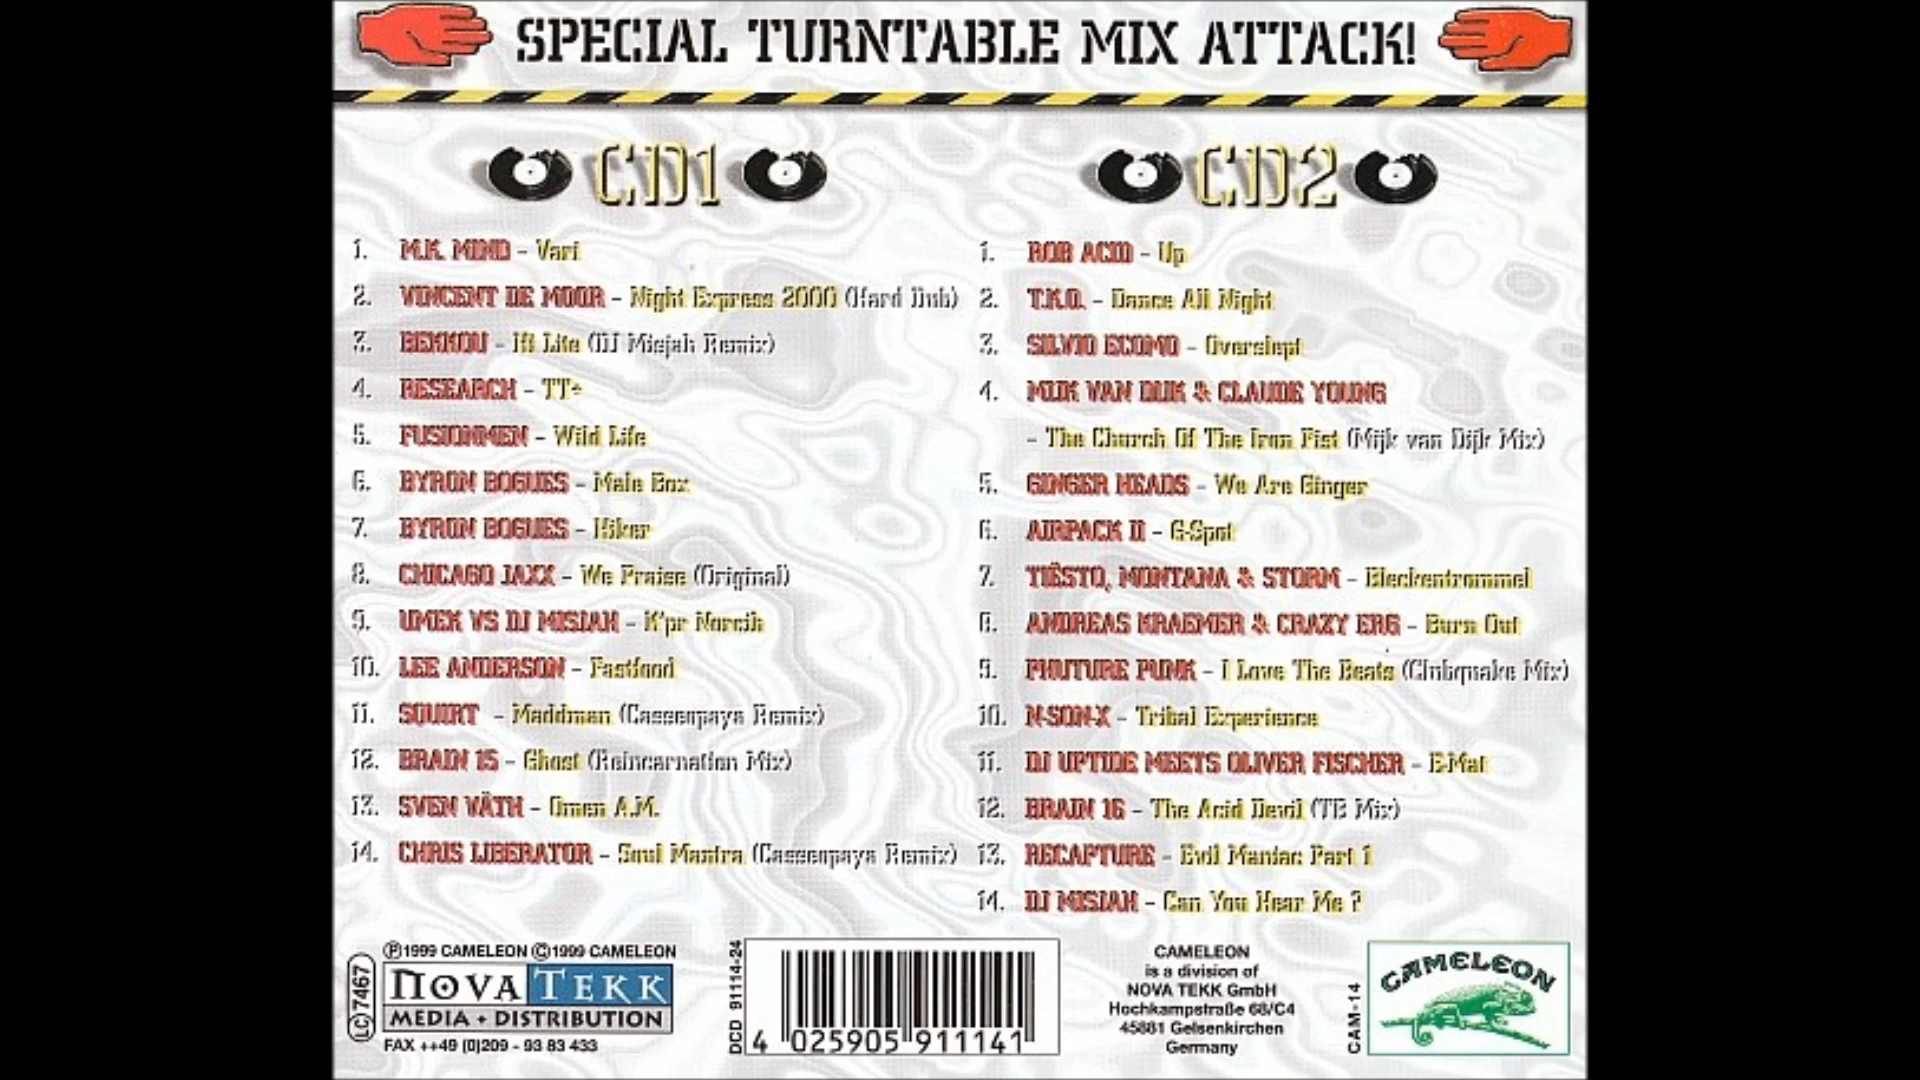 SPECIAL TURNTABLE MIX ATTACK!
CD1
1. M.K. MIND - Vari
2. VINCENT DE MOOR - Night Express 2000 (Hard Dub)
3. BEKKOU - Hi Lite (DJ Misjah Remix)
4. RESEARCH - TT+
5. FUSIONMEN - Wild Life
6. BYRON BOGUES - Male Box
7. BYRON BOGUES - Hiker
8. CHICAGO JAXX - We Praise (Original)
9. UMEK VS DJ MISJAH - K'pr Norcih
10. LEE ANDERSON - Fastfood
11. SQUIRT - Maddman (Casseopaya Remix)
12. BRAIN 15 - Ghost (Reincarnation Mix)
13. SVEN VÄTH - Omen A.M.
14. CHRIS LIBERATOR - Soul Mantra (Casseopaya Remix)
CD2
1. ROB ACID - Up
2. T.K.O. - Dance All Night
3. SILVIO ECOMO - Overslept
4. MIJK VAN DIJK & CLAUDE YOUNG
- The Church Of The Iron Fist (Mijk van Dijk Mix)
5. GINGER HEADS - We Are Ginger
6. AIRPACK II - G-Spot
7. TIËSTO, MONTANA & STORM - Bleckentrommel
8. ANDREAS KRAEMER & CRAZY ERG - Burn Out
9. PHUTURE PUNK - I Love The Beats (Clubquake Mix)
10. N-SON-X - Tribal Experience
11. DJ UPTIDE MEETS OLIVER FISCHER - E-Mat
12. BRAIN 16 - The Acid Devil (TB Mix)
13. RECAPTURE - Evil Maniac Part 1
14. DJ MISJAH - Can You Hear Me ?
Ⓟ1999 CAMELEON ©1999 CAMELEON
LC 7467
NOVA TEKK
MEDIA + DISTRIBUTION
FAX ++49 (0)209 - 93 83 433
DCD 91114-24
4 025905 911141
CAMELEON
is a division of
NOVA TEKK GmbH
Hochkampstraße 68/C4
45881 Gelsenkirchen
Germany
CAM-14
CAMELEON